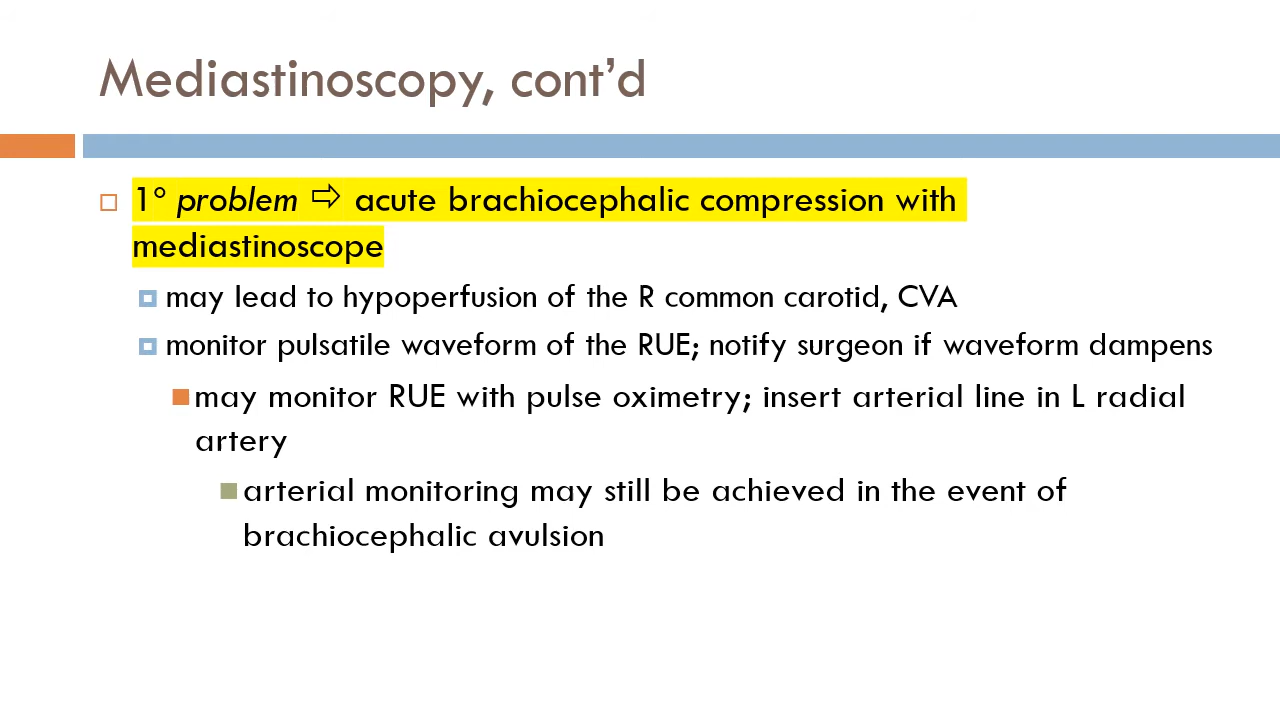 Mediastinoscopy, cont’d
1° problem ⇨ acute brachiocephalic compression with
mediastinoscope
may lead to hypoperfusion of the R common carotid, CVA
monitor pulsatile waveform of the RUE; notify surgeon if waveform dampens
may monitor RUE with pulse oximetry; insert arterial line in L radial
artery
arterial monitoring may still be achieved in the event of
brachiocephalic avulsion